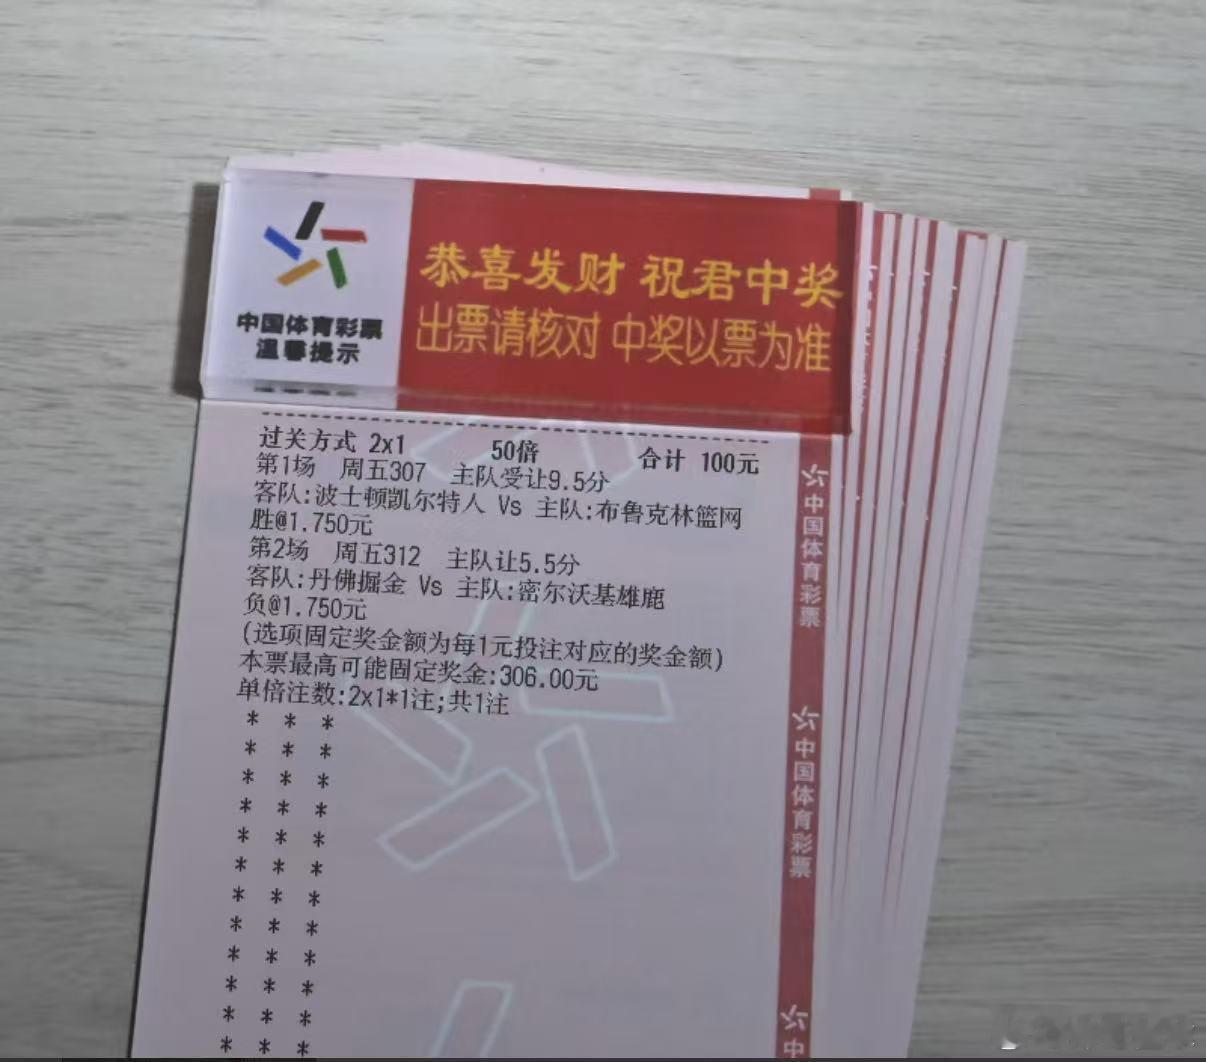 中国体育彩票
温馨提示
恭喜发财 祝君中奖
出票请核对 中奖以票为准
过关方式 2x1 50倍 合计 100元
第1场 周五307 主队受让9.5分
客队:波士顿凯尔特人 Vs 主队:布鲁克林篮网
胜@1.750元
第2场 周五312 主队让5.5分
客队:丹佛掘金 Vs 主队:密尔沃基雄鹿
负@1.750元
(选项固定奖金额为每1元投注对应的奖金额)
本票最高可能固定奖金:306.00元
单倍注数:2x1*1注;共1注
* * *
* * *
* * *
* * *
* * *
* * *
* * *
* * *
* * *
* * *
* * *
* * *
中国体育彩票
中国体育彩票
中